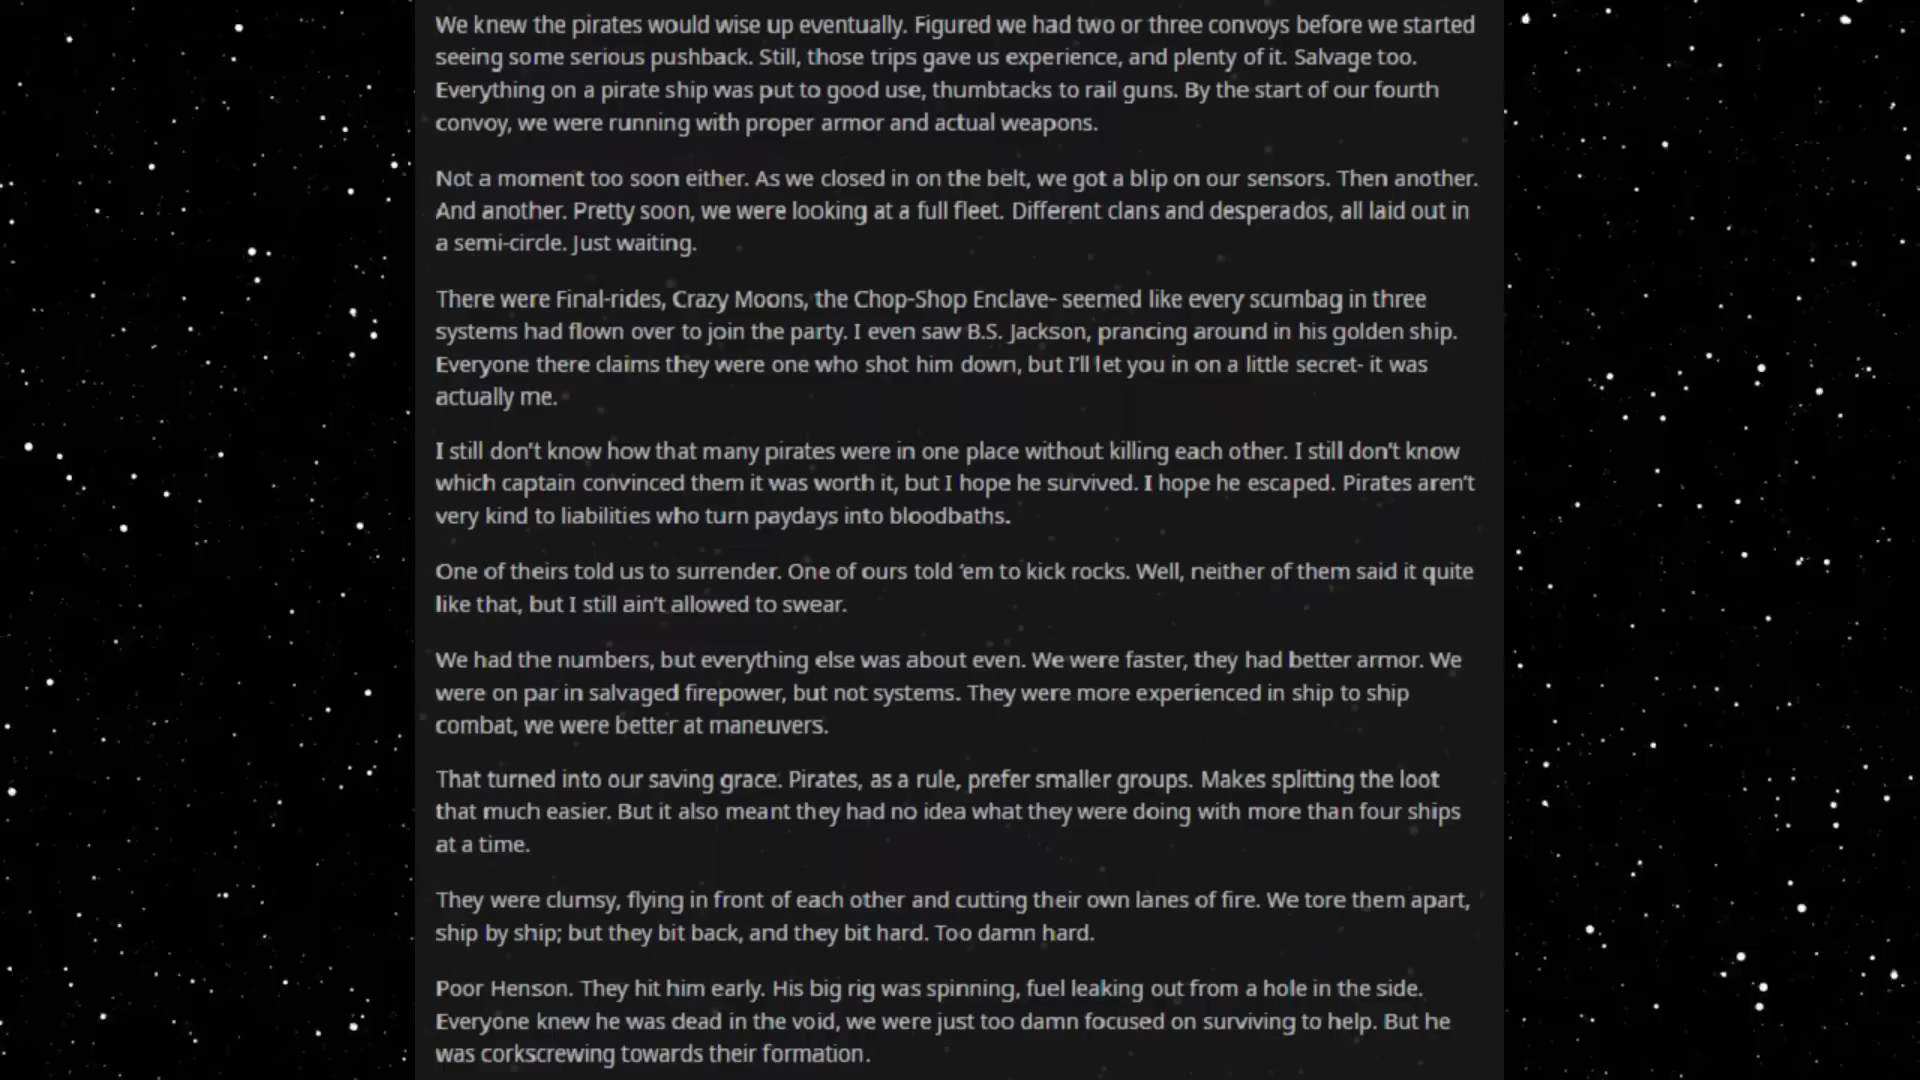 We knew the pirates would wise up eventually. Figured we had two or three convoys before we started
seeing some serious pushback. Still, those trips gave us experience, and plenty of it. Salvage too.
Everything on a pirate ship was put to good use, thumbtacks to rail guns. By the start of our fourth
convoy, we were running with proper armor and actual weapons.
Not a moment too soon either. As we closed in on the belt, we got a blip on our sensors. Then another.
And another. Pretty soon, we were looking at a full fleet. Different clans and desperados, all laid out in
a semi-circle. Just waiting.
There were Final-rides, Crazy Moons, the Chop-Shop Enclave- seemed like every scumbag in three
systems had flown over to join the party. I even saw B.S. Jackson, prancing around in his golden ship.
Everyone there claims they were one who shot him down, but I’ll let you in on a little secret- it was
actually me.
I still don’t know how that many pirates were in one place without killing each other. I still don’t know
which captain convinced them it was worth it, but I hope he survived. I hope he escaped. Pirates aren’t
very kind to liabilities who turn paydays into bloodbaths.
One of theirs told us to surrender. One of ours told ‘em to kick rocks. Well, neither of them said it quite
like that, but I still ain’t allowed to swear.
We had the numbers, but everything else was about even. We were faster, they had better armor. We
were on par in salvaged firepower, but not systems. They were more experienced in ship to ship
combat, we were better at maneuvers.
That turned into our saving grace. Pirates, as a rule, prefer smaller groups. Makes splitting the loot
that much easier. But it also meant they had no idea what they were doing with more than four ships
at a time.
They were clumsy, flying in front of each other and cutting their own lanes of fire. We tore them apart,
ship by ship; but they bit back, and they bit hard. Too damn hard.
Poor Henson. They hit him early. His big rig was spinning, fuel leaking out from a hole in the side.
Everyone knew he was dead in the void, we were just too damn focused on surviving to help. But he
was corkscrewing towards their formation.